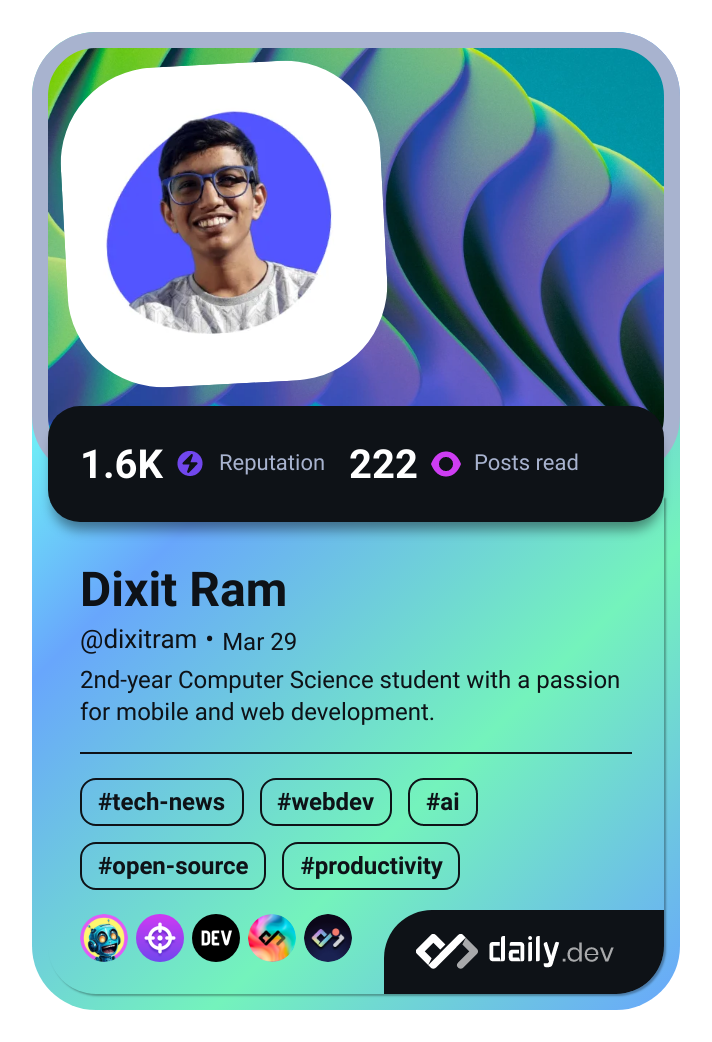 1.6K Reputation 222 Posts read
Dixit Ram
@dixitram • Mar 29
2nd-year Computer Science student with a passion
for mobile and web development.
#tech-news #webdev #ai
#open-source #productivity
DEV
daily.dev